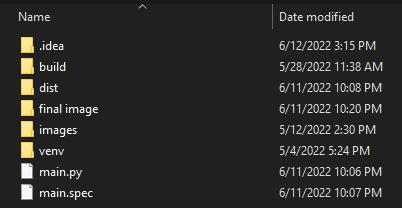 Name Date modified
.idea 6/12/2022 3:15 PM
build 5/28/2022 11:38 AM
dist 6/11/2022 10:08 PM
final image 6/11/2022 10:20 PM
images 5/12/2022 2:30 PM
venv 5/4/2022 5:24 PM
main.py 6/11/2022 10:06 PM
main.spec 6/11/2022 10:07 PM